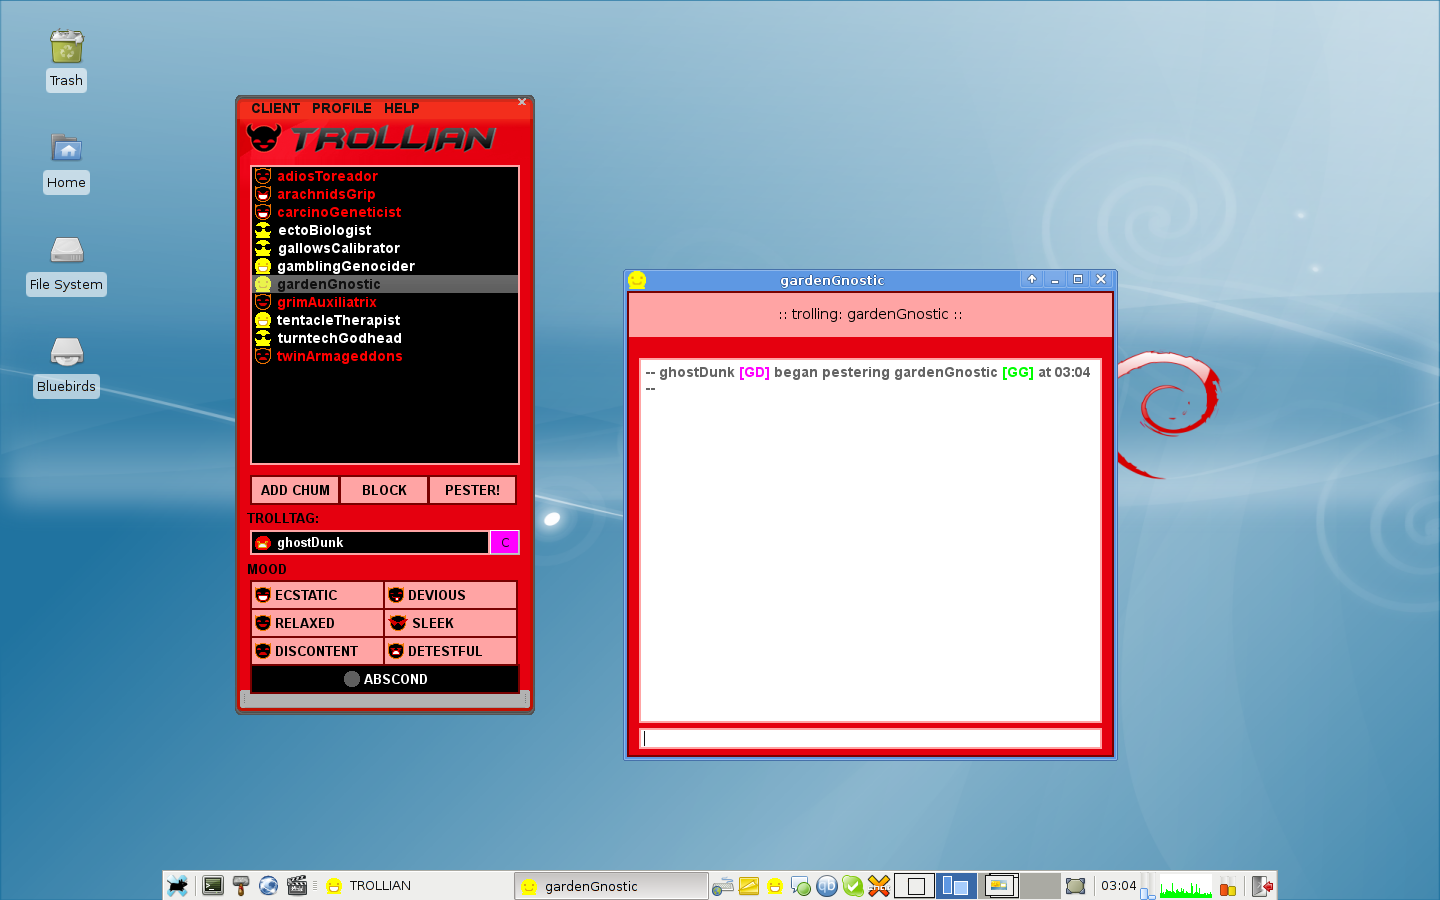 Trash
Home
File System
Bluebirds
CLIENT PROFILE HELP
TROLLIAN
adiosToreador
arachnidsGrip
carcinoGeneticist
ectoBiologist
gallowsCalibrator
gamblingGenocider
gardenGnostic
grimAuxiliatrix
tentacleTherapist
turntechGodhead
twinArmageddons
ADD CHUM BLOCK PESTER!
TROLLTAG:
ghostDunk C
MOOD
ECSTATIC DEVIOUS
RELAXED SLEEK
DISCONTENT DETESTFUL
ABSCOND
gardenGnostic
:: trolling: gardenGnostic ::
-- ghostDunk [GD] began pestering gardenGnostic [GG] at 03:04
--
TROLLIAN gardenGnostic qb 03:04